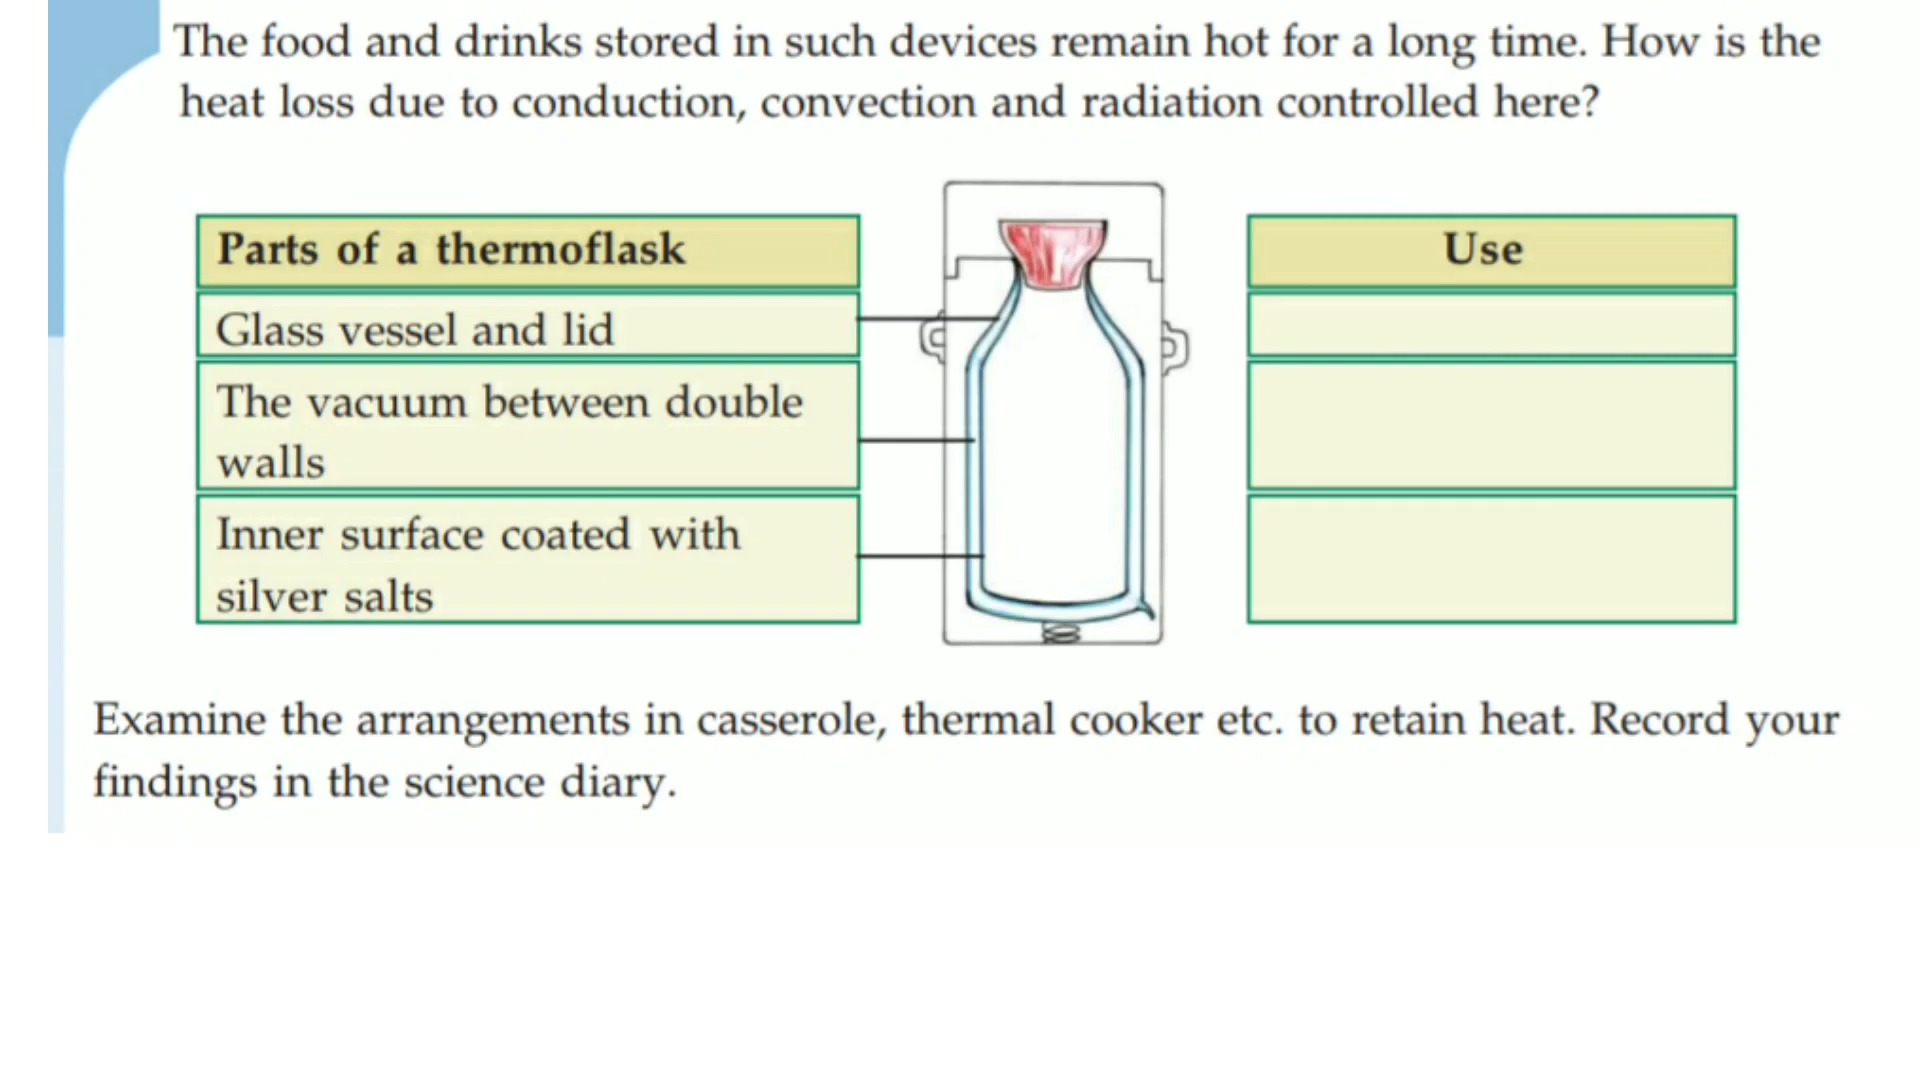 The food and drinks stored in such devices remain hot for a long time. How is the
heat loss due to conduction, convection and radiation controlled here?
Parts of a thermoflask
Use
Glass vessel and lid
The vacuum between double
walls
Inner surface coated with
silver salts
Examine the arrangements in casserole, thermal cooker etc. to retain heat. Record your
findings in the science diary.